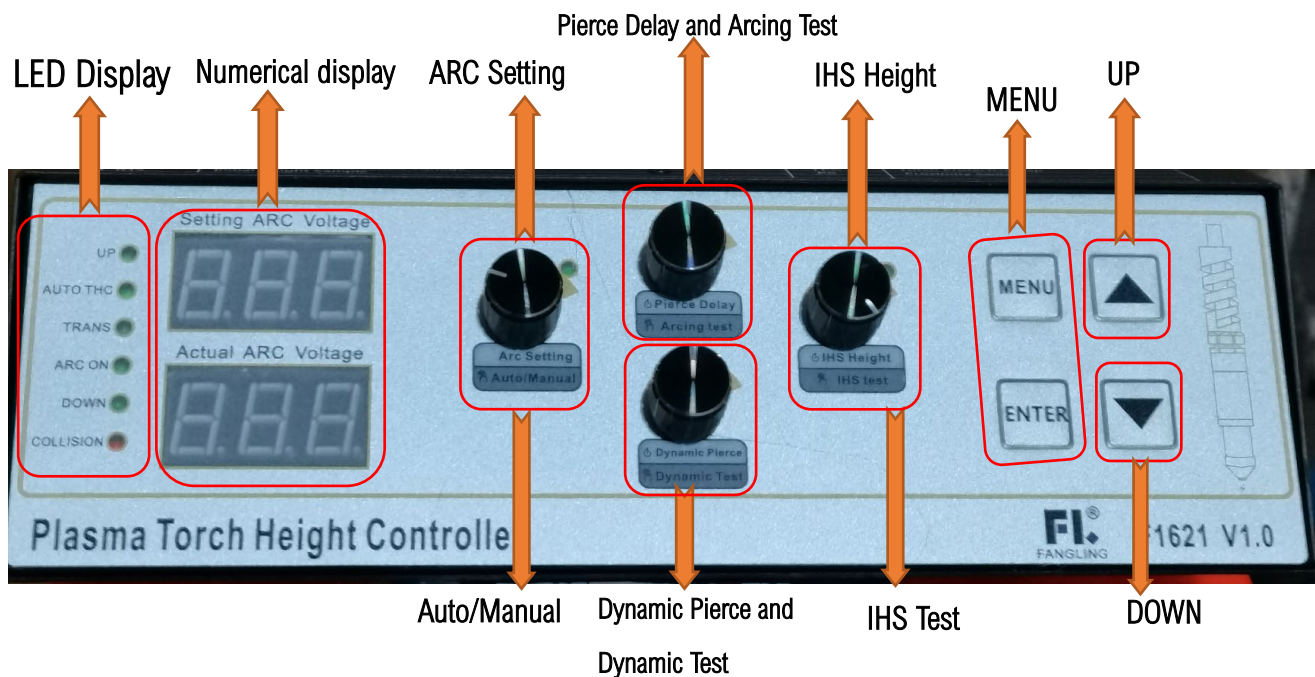 Pierce Delay and Arcing Test
LED Display
Numerical display
ARC Setting
IHS Height
MENU
UP
Setting ARC Voltage
UP
AUTO THC
TRANS
ARC ON
DOWN
COLLISION
Actual ARC Voltage
Arc Setting
Auto/Manual
Pierce Delay
Arcing test
Dynamic Pierce
Dynamic Test
IHS Height
IHS test
MENU
ENTER
Plasma Torch Height Controlle
FL®
FANGLING
1621 V1.0
Auto/Manual
Dynamic Pierce and
Dynamic Test
IHS Test
DOWN